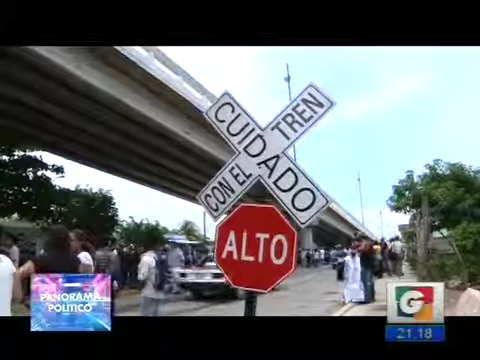 CUIDADO
CON EL TREN
ALTO
PANORAMA
"POLÍTICO"
G
21.18